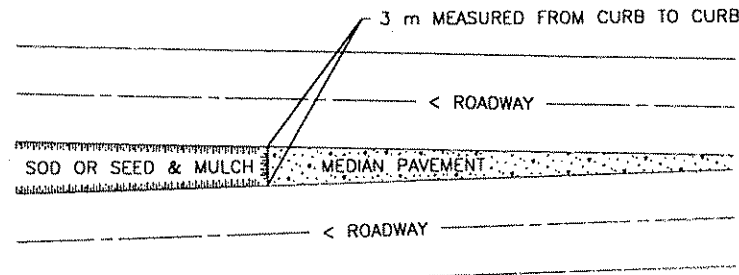 3 m MEASURED FROM CURB TO CURB
< ROADWAY
SOD OR SEED & MULCH
MEDIAN PAVEMENT
< ROADWAY